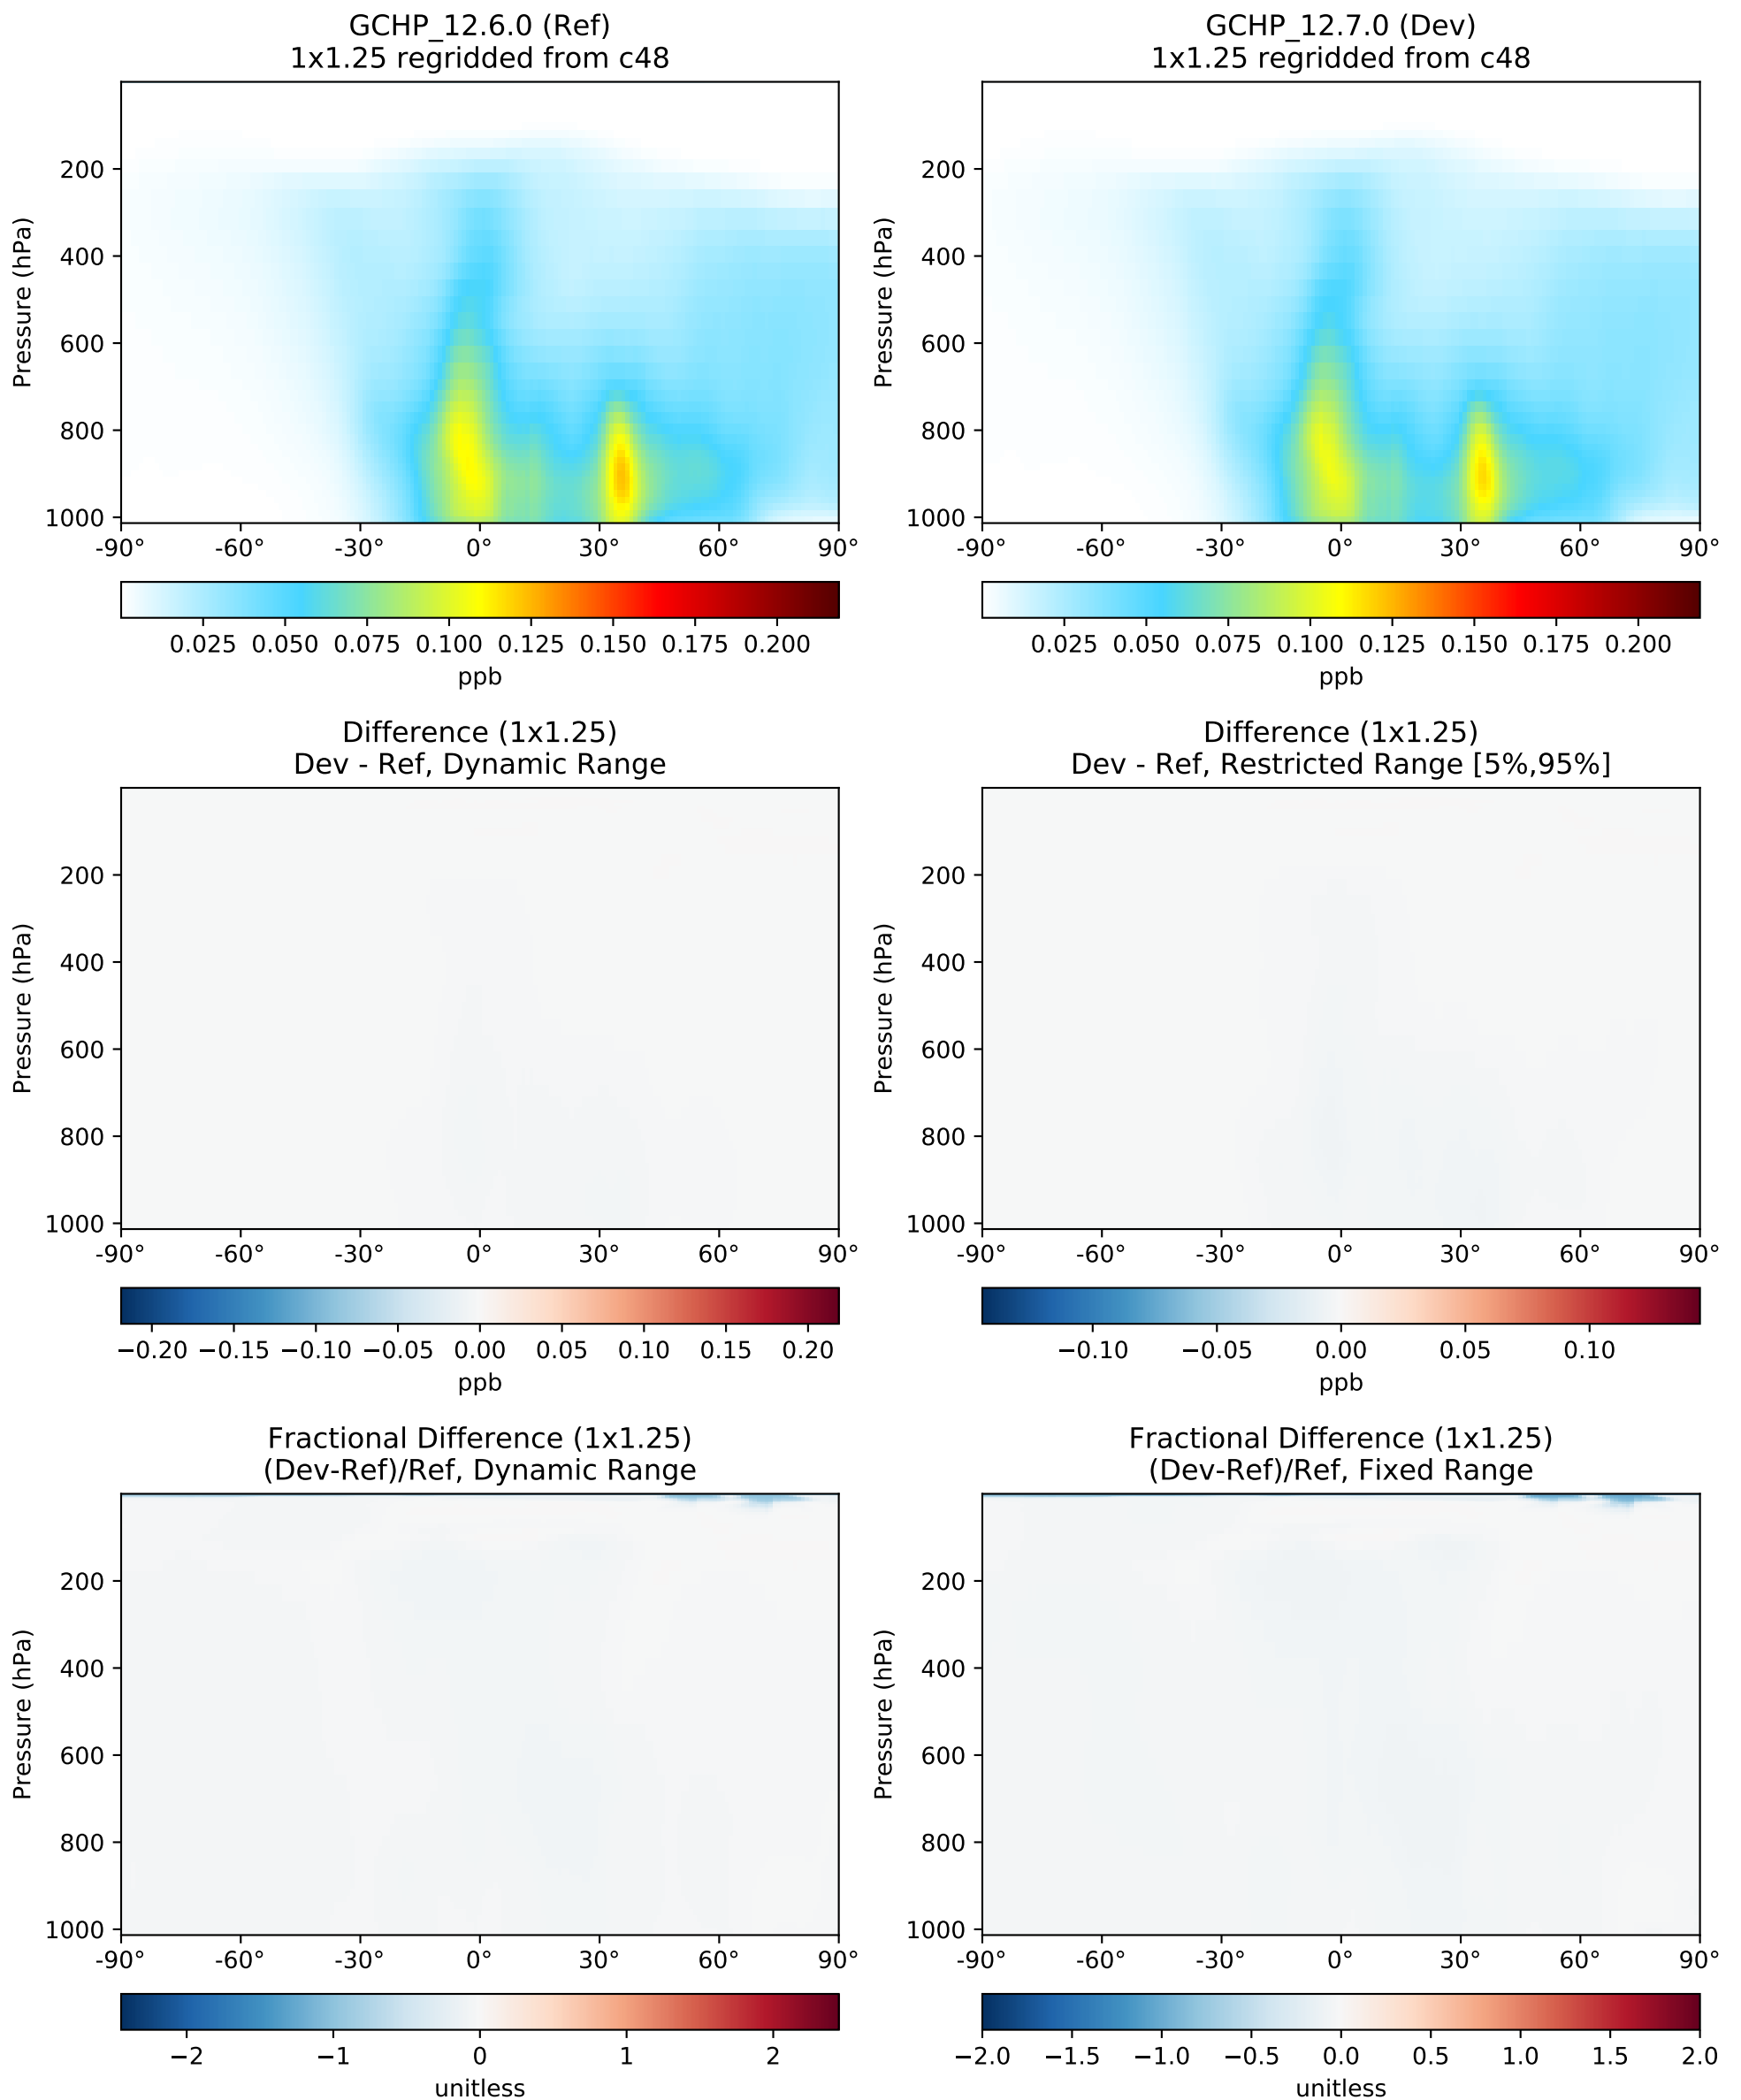 GCHP_12.6.0 (Ref)
1x1.25 regridded from c48
Pressure (hPa)
200
400
600
800
1000
-90° -60° -30° 0° 30° 60° 90°
0.025 0.050 0.075 0.100 0.125 0.150 0.175 0.200
ppb
GCHP_12.7.0 (Dev)
1x1.25 regridded from c48
Pressure (hPa)
200
400
600
800
1000
-90° -60° -30° 0° 30° 60° 90°
0.025 0.050 0.075 0.100 0.125 0.150 0.175 0.200
ppb
Difference (1x1.25)
Dev - Ref, Dynamic Range
Pressure (hPa)
200
400
600
800
1000
-90° -60° -30° 0° 30° 60° 90°
−0.20 −0.15 −0.10 −0.05 0.00 0.05 0.10 0.15 0.20
ppb
Difference (1x1.25)
Dev - Ref, Restricted Range [5%,95%]
Pressure (hPa)
200
400
600
800
1000
-90° -60° -30° 0° 30° 60° 90°
−0.10 −0.05 0.00 0.05 0.10
ppb
Fractional Difference (1x1.25)
(Dev-Ref)/Ref, Dynamic Range
Pressure (hPa)
200
400
600
800
1000
-90° -60° -30° 0° 30° 60° 90°
−2 −1 0 1 2
unitless
Fractional Difference (1x1.25)
(Dev-Ref)/Ref, Fixed Range
Pressure (hPa)
200
400
600
800
1000
-90° -60° -30° 0° 30° 60° 90°
−2.0 −1.5 −1.0 −0.5 0.0 0.5 1.0 1.5 2.0
unitless